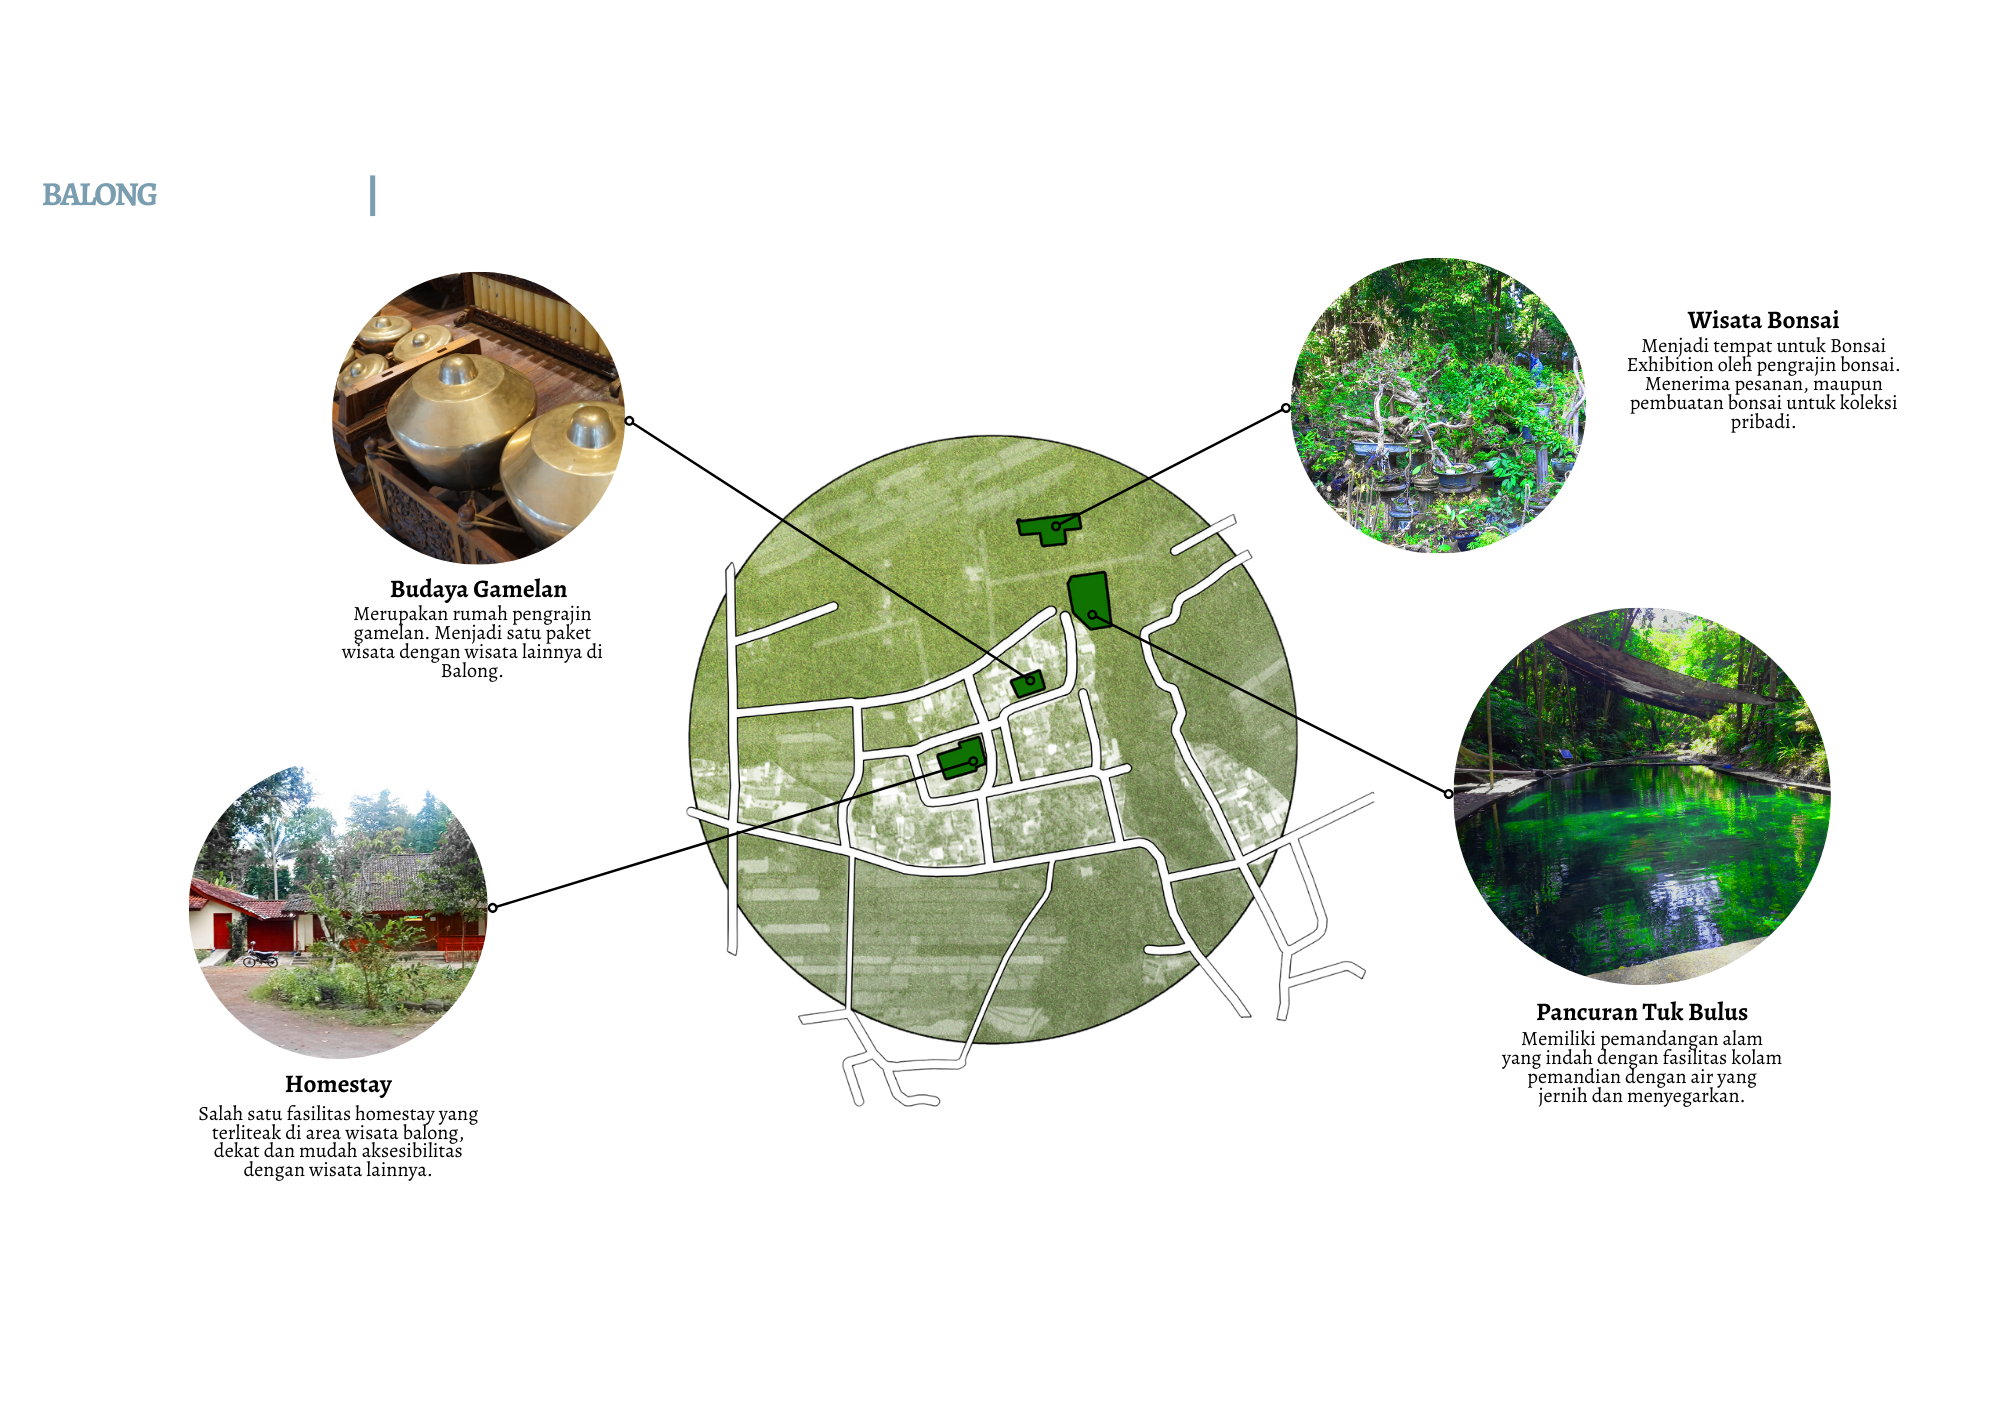 BALONG
Budaya Gamelan
Merupakan rumah pengrajin
gamelan. Menjadi satu paket
wisata dengan wisata lainnya di
Balong.
Wisata Bonsai
Menjadi tempat untuk Bonsai
Exhibition oleh pengrajin bonsai.
Menerima pesanan, maupun
pembuatan bonsai untuk koleksi
pribadi.
Homestay
Salah satu fasilitas homestay yang
terliteak di area wisata balong,
dekat dan mudah aksesibilitas
dengan wisata lainnya.
Pancuran Tuk Bulus
Memiliki pemandangan alam
yang indah dengan fasilitas kolam
pemandian dengan air yang
jernih dan menyegarkan.